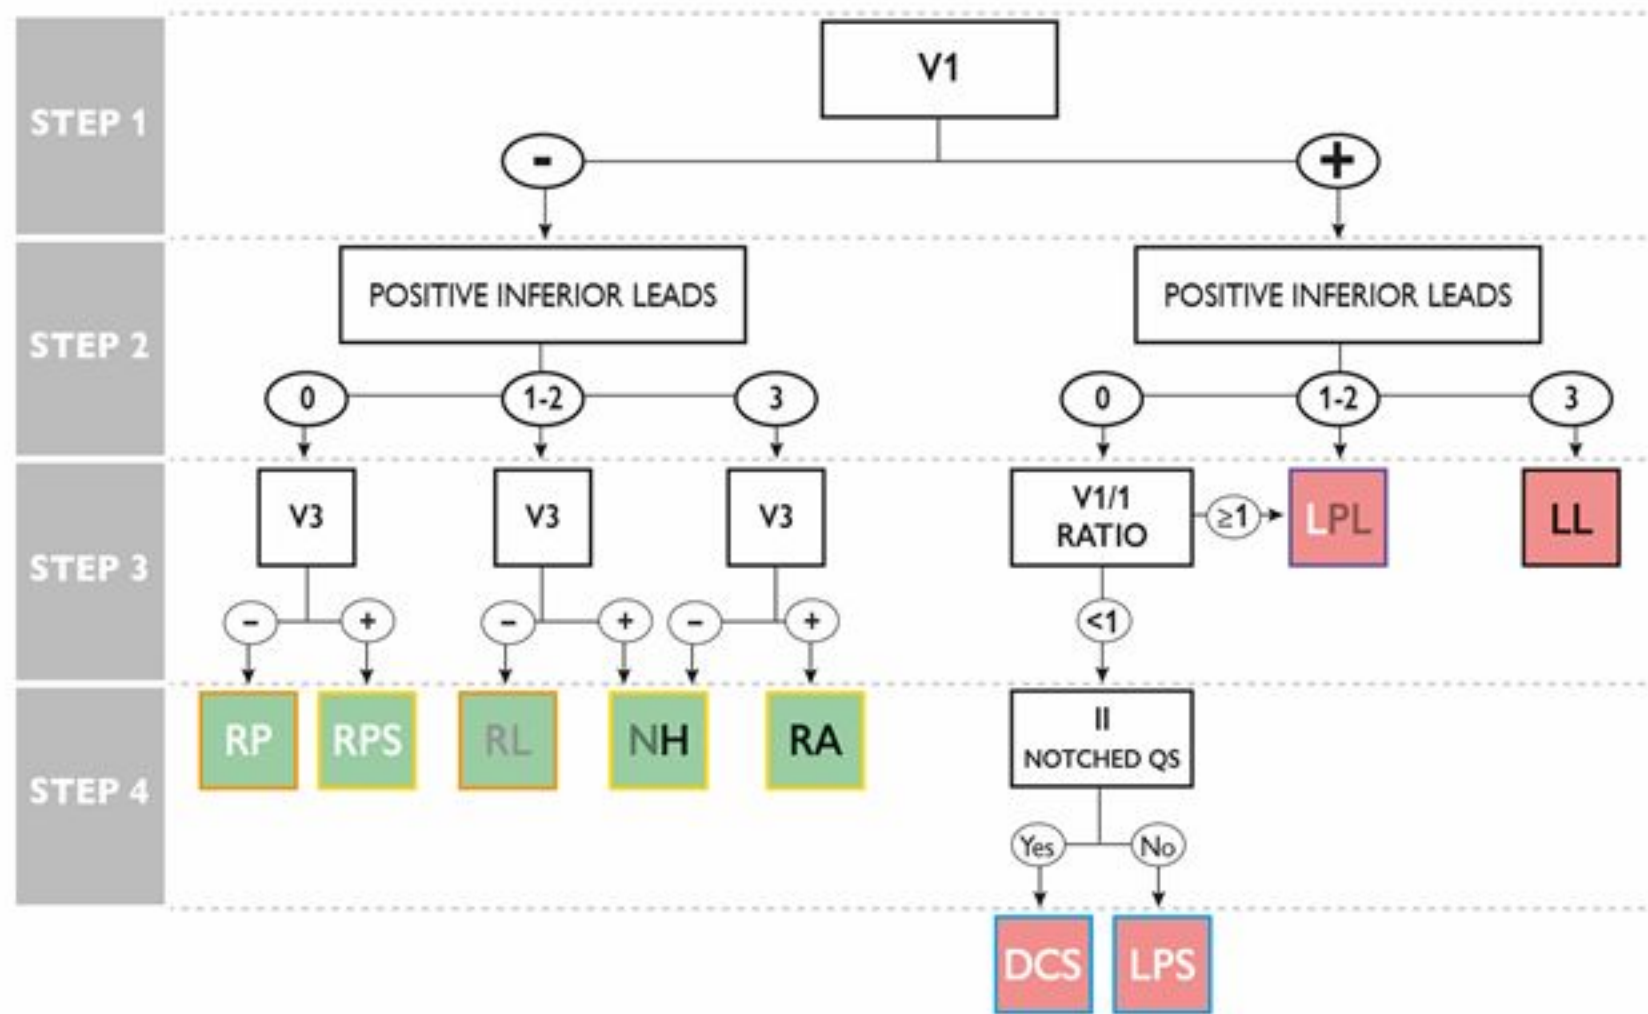 STEP 1
V1
-
+
STEP 2
POSITIVE INFERIOR LEADS
POSITIVE INFERIOR LEADS
0
1-2
3
0
1-2
3
STEP 3
V3
V3
V3
V1/1
RATIO
≥1
LPL
LL
-
+
-
+
-
+
<1
STEP 4
RP
RPS
RL
NH
RA
II
NOTCHED QS
Yes
No
DCS
LPS